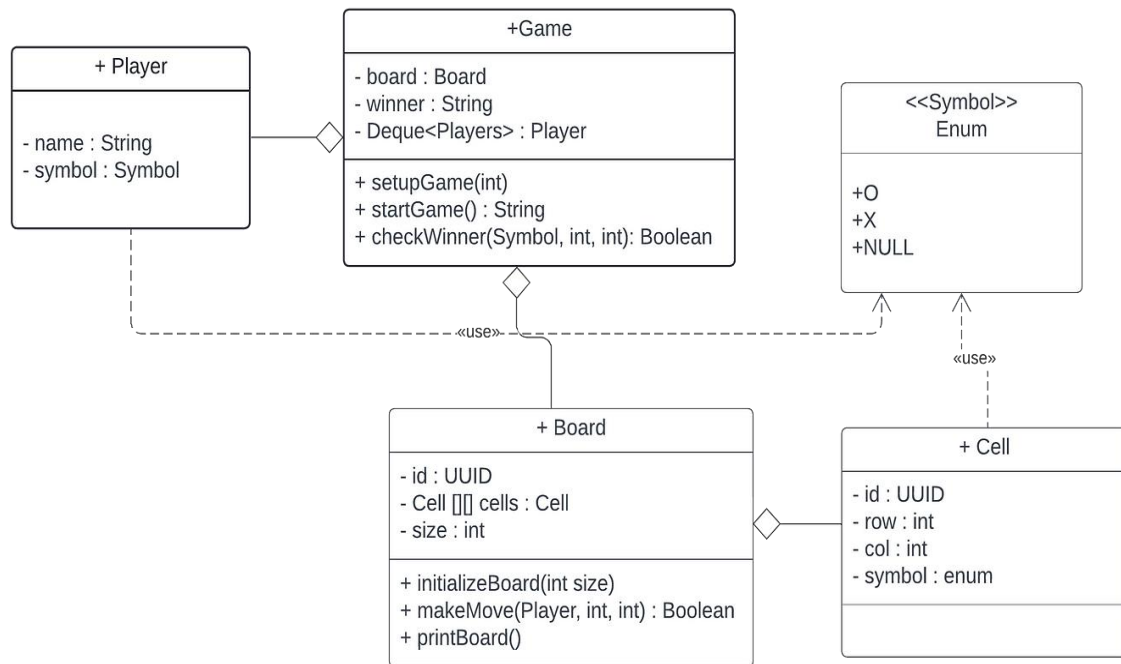 + Player
- name : String
- symbol : Symbol
+Game
- board : Board
- winner : String
- Deque<Players> : Player
+ setupGame(int)
+ startGame() : String
+ checkWinner(Symbol, int, int): Boolean
<<Symbol>>
Enum
+O
+X
+NULL
«use»
«use»
+ Board
- id : UUID
- Cell [][] cells : Cell
- size : int
+ initializeBoard(int size)
+ makeMove(Player, int, int) : Boolean
+ printBoard()
+ Cell
- id : UUID
- row : int
- col : int
- symbol : enum